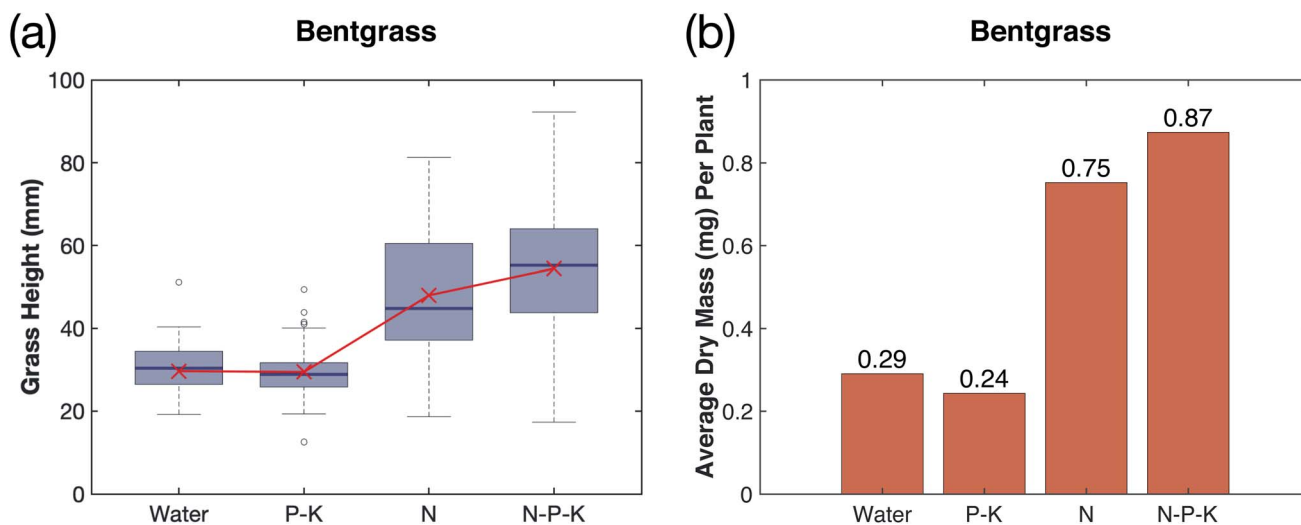 (a)
Bentgrass
Grass Height (mm)
100
80
60
40
20
0
Water
P-K
N
N-P-K
(b)
Bentgrass
Average Dry Mass (mg) Per Plant
1
0.8
0.6
0.4
0.2
0
0.29
0.24
0.75
0.87
Water
P-K
N
N-P-K